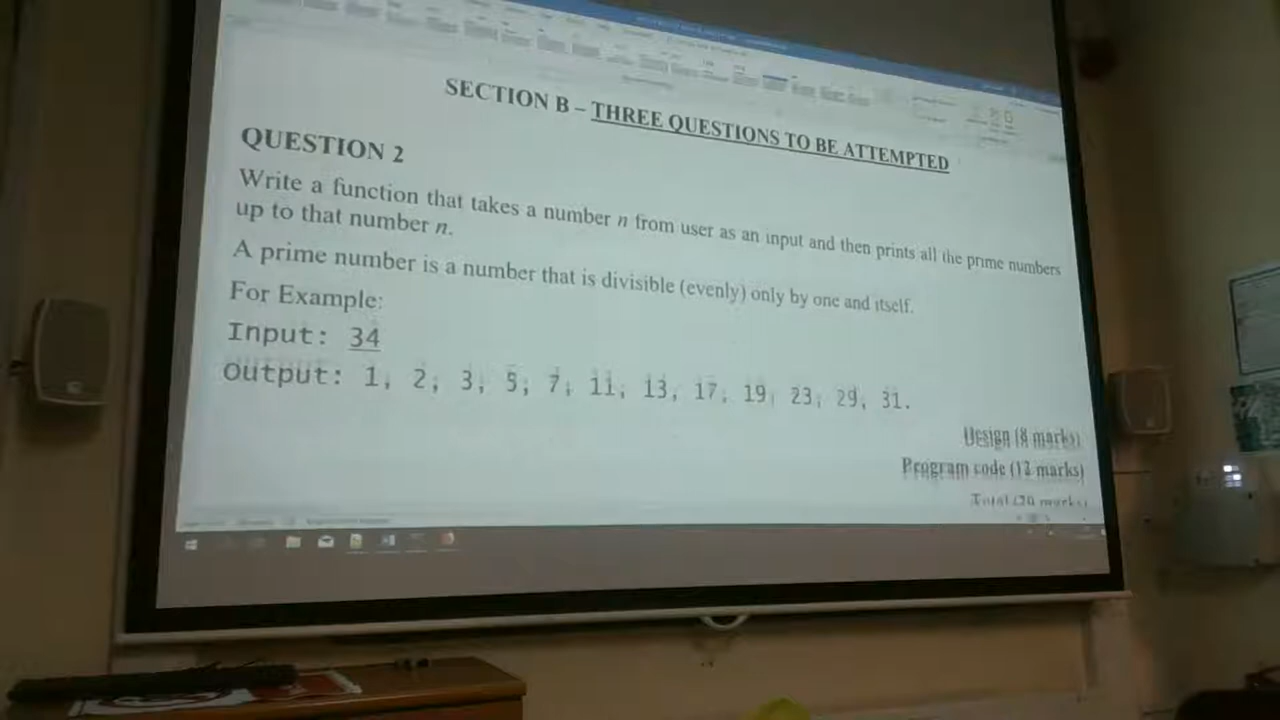 SECTION B – THREE QUESTIONS TO BE ATTEMPTED
QUESTION 2
Write a function that takes a number n from user as an input and then prints all the prime numbers
up to that number n.
A prime number is a number that is divisible (evenly) only by one and itself.
For Example:
Input: 34
Output: 1, 2, 3, 5, 7, 11, 13, 17, 19, 23, 29, 31.
Design (8 marks)
Program code (12 marks)
Total (20 marks)